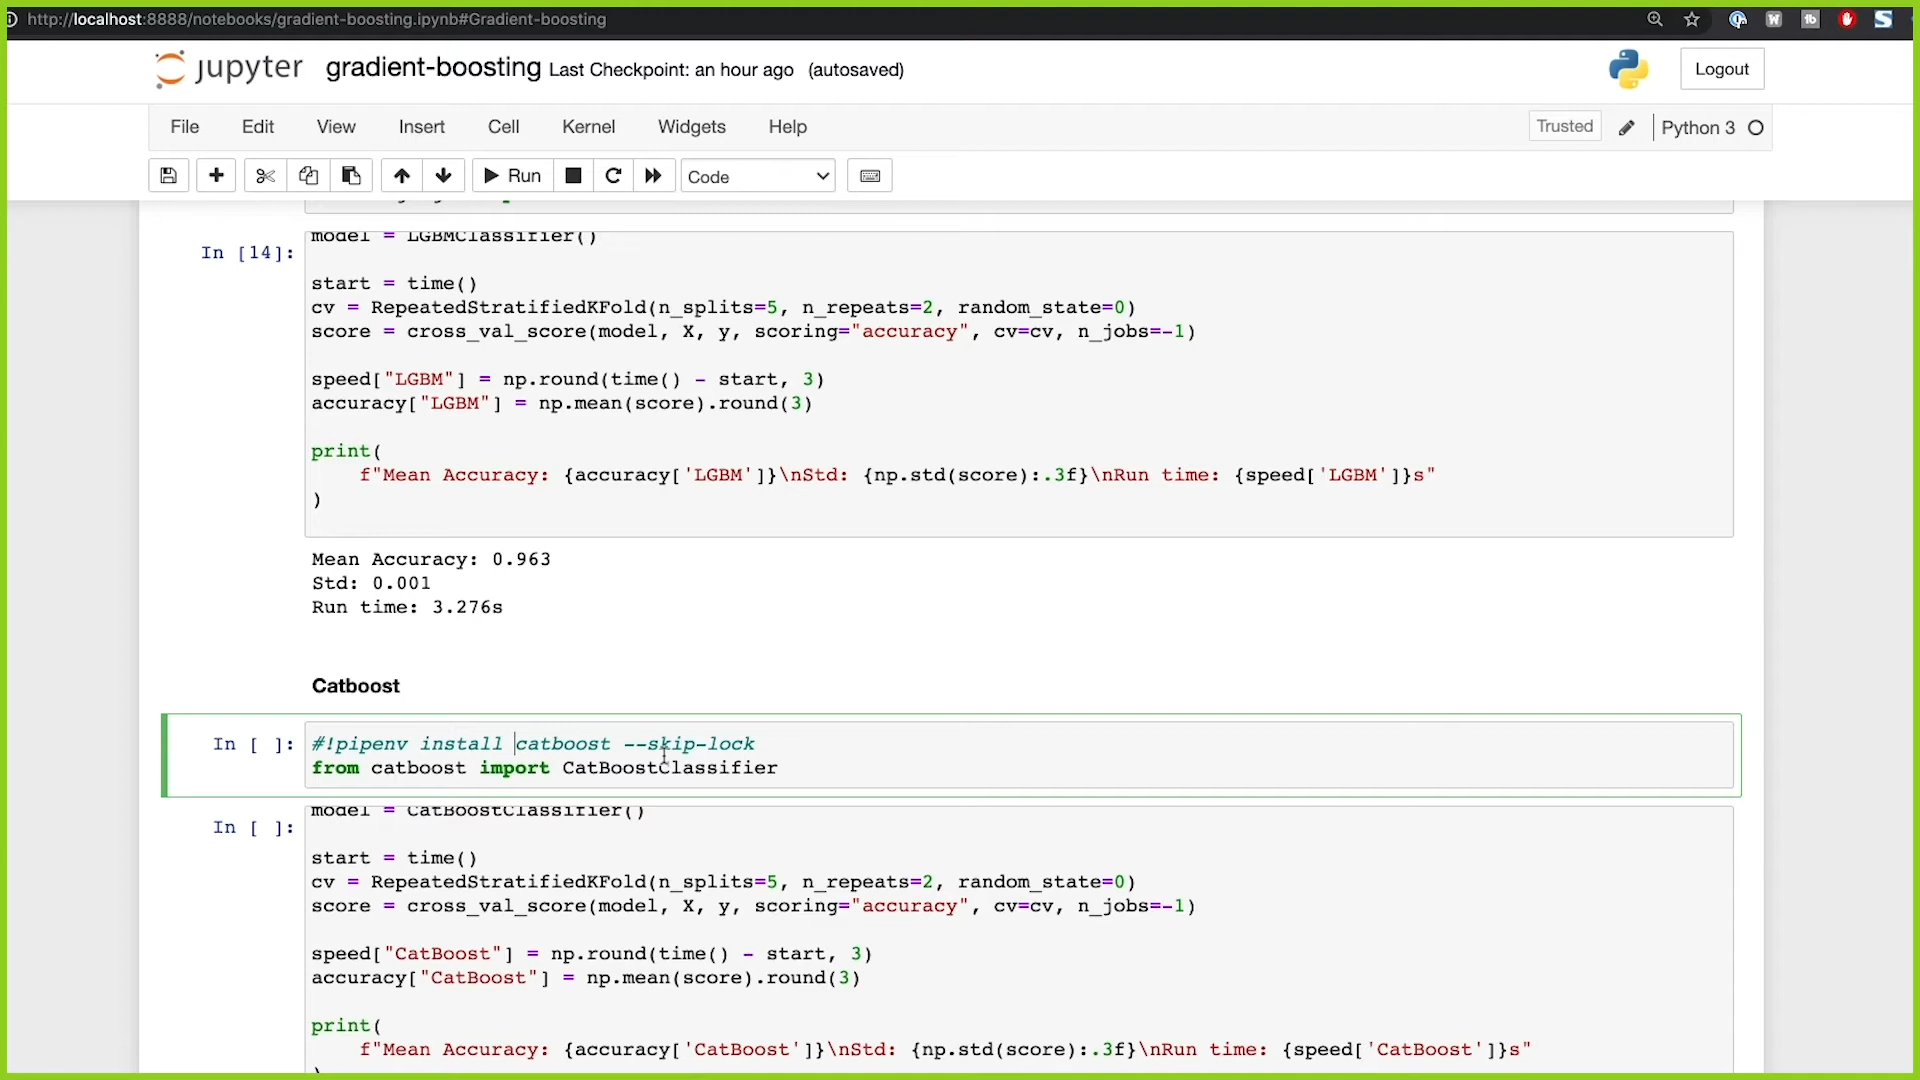 http://localhost:8888/notebooks/gradient-boosting.ipynb#Gradient-boosting
jupyter gradient-boosting Last Checkpoint: an hour ago (autosaved)
Logout
File Edit View Insert Cell Kernel Widgets Help Trusted Python 3
Run Code
In [14]: model = LGBMClassifier()
start = time()
cv = RepeatedStratifiedKFold(n_splits=5, n_repeats=2, random_state=0)
score = cross_val_score(model, X, y, scoring="accuracy", cv=cv, n_jobs=-1)
speed["LGBM"] = np.round(time() - start, 3)
accuracy["LGBM"] = np.mean(score).round(3)
print(
f"Mean Accuracy: {accuracy['LGBM']}\nStd: {np.std(score):.3f}\nRun time: {speed['LGBM']}s"
)
Mean Accuracy: 0.963
Std: 0.001
Run time: 3.276s
Catboost
In [ ]: #!pipenv install catboost --skip-lock
from catboost import CatBoostClassifier
In [ ]: model = CatBoostClassifier()
start = time()
cv = RepeatedStratifiedKFold(n_splits=5, n_repeats=2, random_state=0)
score = cross_val_score(model, X, y, scoring="accuracy", cv=cv, n_jobs=-1)
speed["CatBoost"] = np.round(time() - start, 3)
accuracy["CatBoost"] = np.mean(score).round(3)
print(
f"Mean Accuracy: {accuracy['CatBoost']}\nStd: {np.std(score):.3f}\nRun time: {speed['CatBoost']}s"